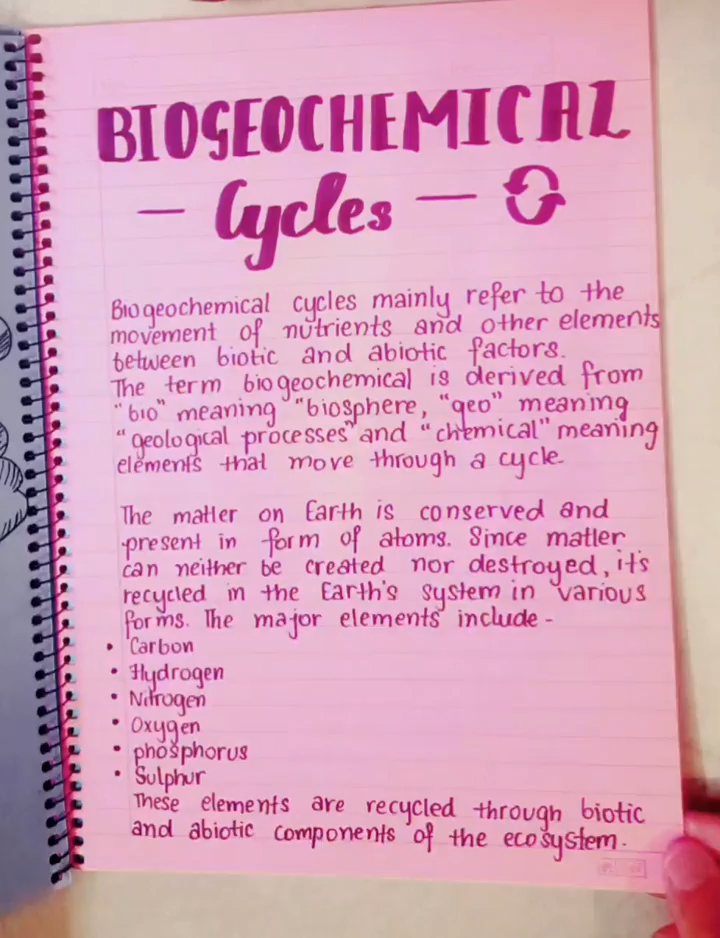 BIOGEOCHEMICAL
- Cycles -
Biogeochemical cycles mainly refer to the
movement of nutrients and other elements
between biotic and abiotic factors.
The term biogeochemical is derived from
"bio" meaning "biosphere, "geo" meaning
"geological processes" and "chemical" meaning
elements that move through a cycle.
The matter on Earth is conserved and
present in form of atoms. Since matter
can neither be created nor destroyed, it's
recycled in the Earth's system in various
forms. The major elements include -
• Carbon
• Hydrogen
• Nitrogen
• Oxygen
• phosphorus
• Sulphur
These elements are recycled through biotic
and abiotic components of the ecosystem.